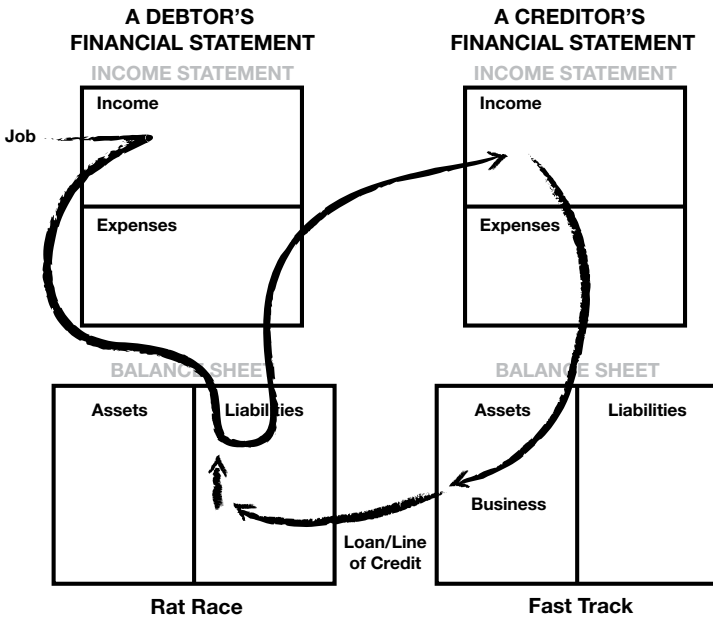 A DEBTOR’S
FINANCIAL STATEMENT
INCOME STATEMENT
Income
Job
Expenses
BALANCE SHEET
Assets
Liabilities
Loan/Line
of Credit
Rat Race
A CREDITOR’S
FINANCIAL STATEMENT
INCOME STATEMENT
Income
Expenses
BALANCE SHEET
Assets
Liabilities
Business
Fast Track